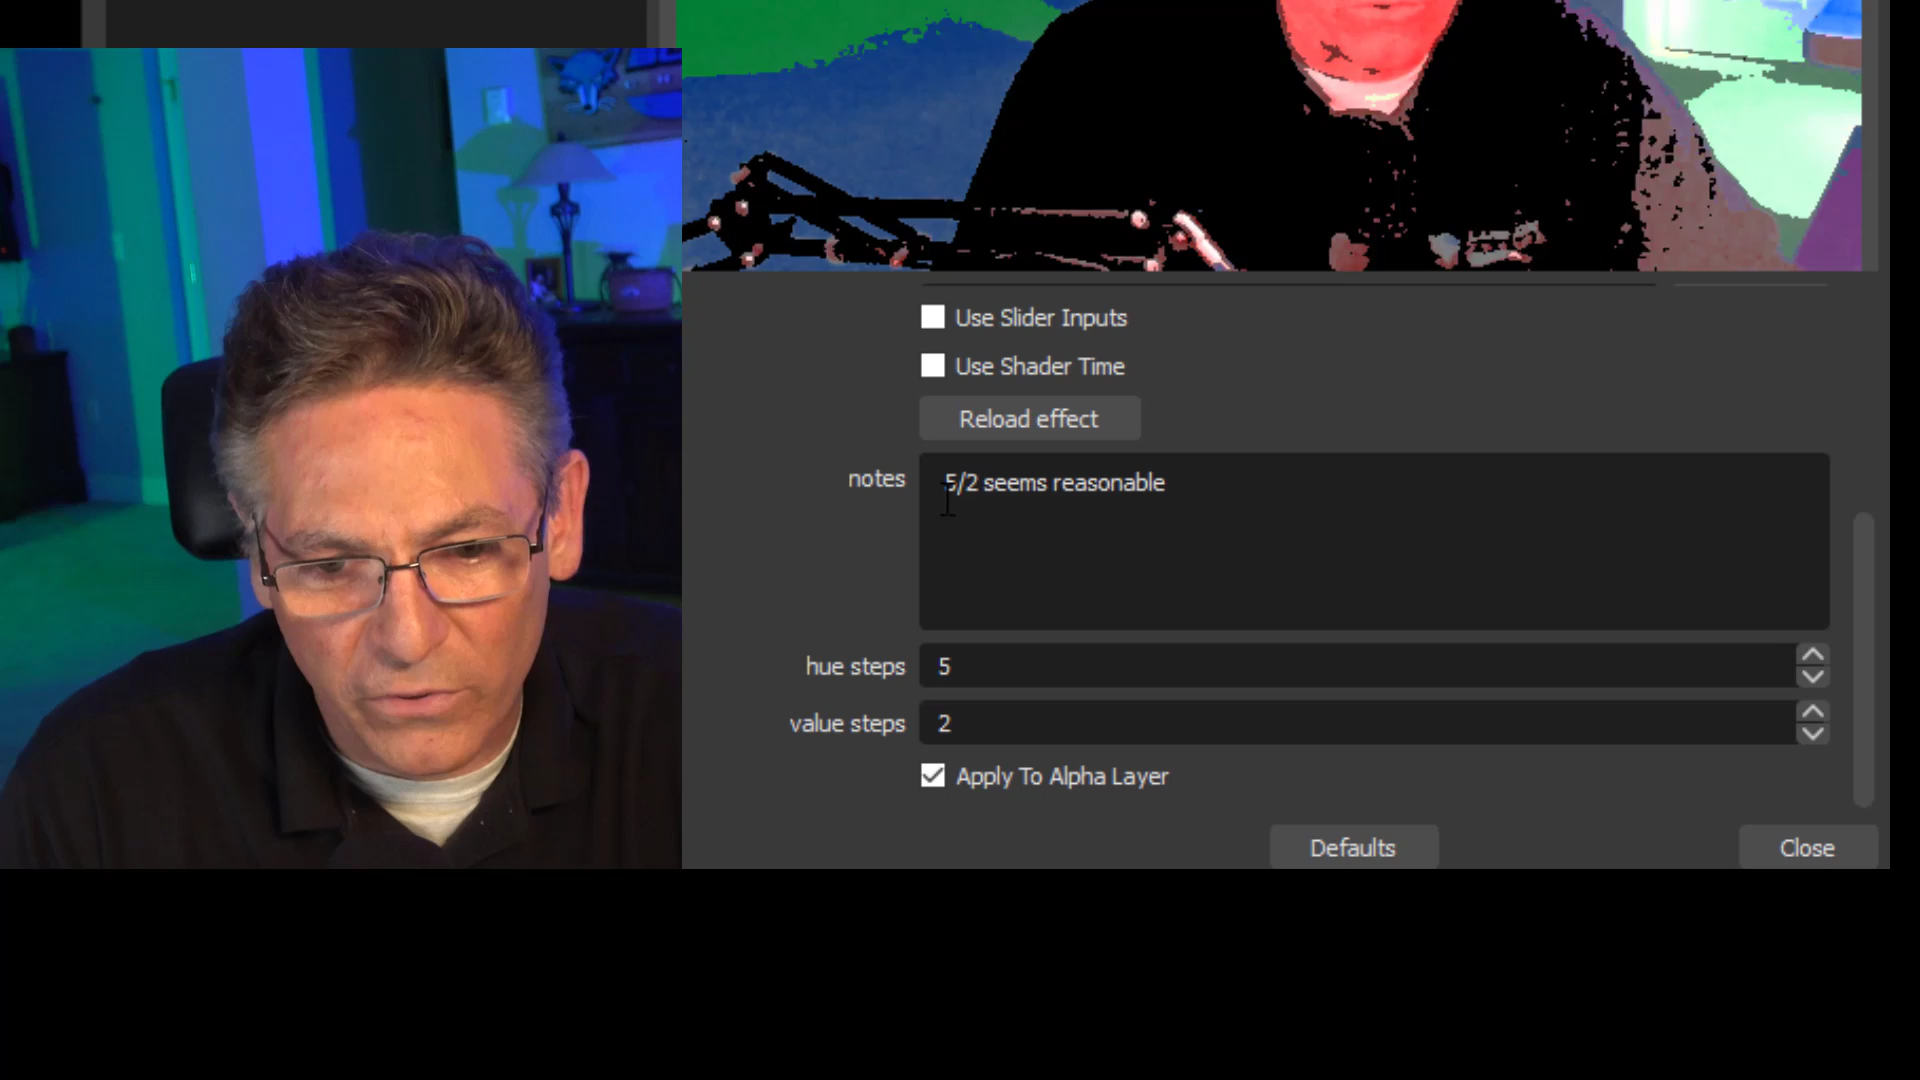 Use Slider Inputs
Use Shader Time
Reload effect
notes
5/2 seems reasonable
hue steps
5
value steps
2
Apply To Alpha Layer
Defaults
Close